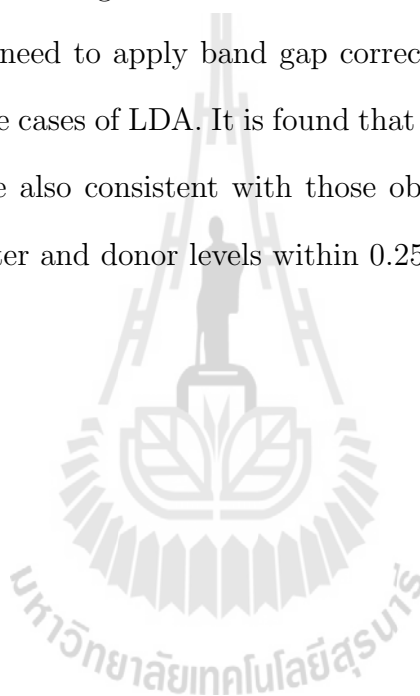 need to apply band gap correc
e cases of LDA. It is found that
e also consistent with those ob
ter and donor levels within 0.25
มหาวิทยาลัยเทคโนโลยีสุรนารี